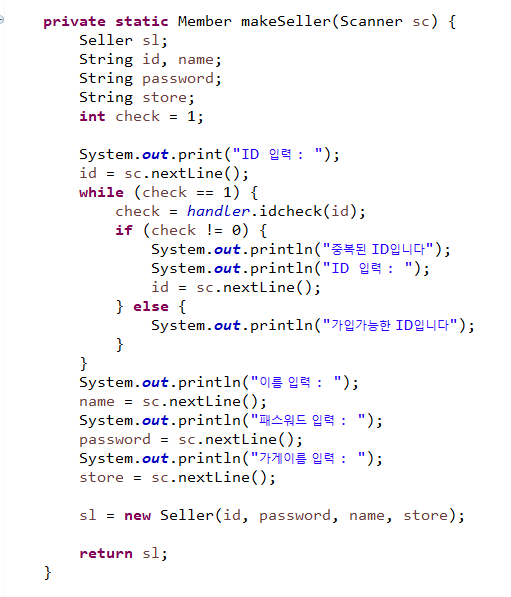 private static Member makeSeller(Scanner sc) {
    Seller sl;
    String id, name;
    String password;
    String store;
    int check = 1;

    System.out.print("ID 입력 : ");
    id = sc.nextLine();
    while (check == 1) {
        check = handler.idcheck(id);
        if (check != 0) {
            System.out.println("중복된 ID입니다");
            System.out.println("ID 입력 : ");
            id = sc.nextLine();
        } else {
            System.out.println("가입가능한 ID입니다");
        }
    }
    System.out.println("이름 입력 : ");
    name = sc.nextLine();
    System.out.println("패스워드 입력 : ");
    password = sc.nextLine();
    System.out.println("가게이름 입력 : ");
    store = sc.nextLine();

    sl = new Seller(id, password, name, store);

    return sl;
}